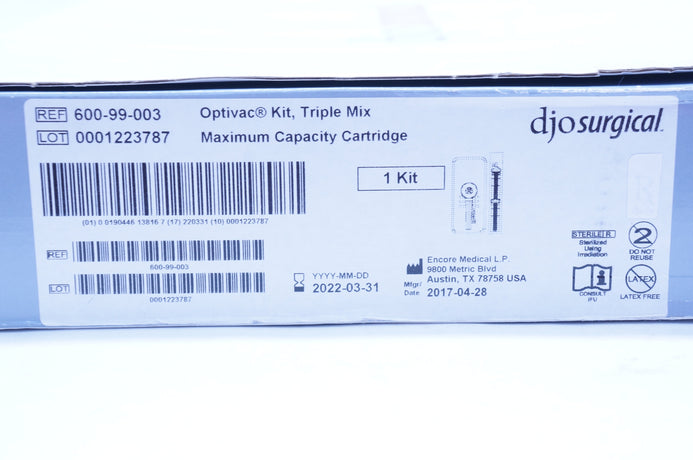 REF 600-99-003 Optivac® Kit, Triple Mix
LOT 0001223787 Maximum Capacity Cartridge
djosurgical
1 Kit
(01) 0 0190446 13816 7 (17) 220331 (10) 0001223787
REF
600-99-003
LOT
0001223787
YYYY-MM-DD
2022-03-31
Encore Medical L.P.
9800 Metric Blvd
Mfgr/ Austin, TX 78758 USA
Date 2017-04-28
STERILE R
Sterilized
Using
Irradiation
2
DO NOT
REUSE
i
CONSULT
IFU
LATEX
LATEX FREE